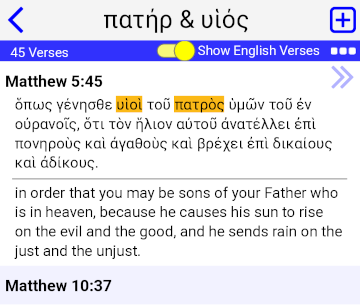 πατήρ & υἱός
45 Verses
Show English Verses
Matthew 5:45
ὅπως γένησθε υἱοὶ τοῦ πατρὸς ὑμῶν τοῦ ἐν
οὐρανοῖς, ὅτι τὸν ἥλιον αὐτοῦ ἀνατέλλει ἐπὶ
πονηροὺς καὶ ἀγαθοὺς καὶ βρέχει ἐπὶ δικαίους
καὶ ἀδίκους.
in order that you may be sons of your Father who
is in heaven, because he causes his sun to rise
on the evil and the good, and he sends rain on the
just and the unjust.
Matthew 10:37